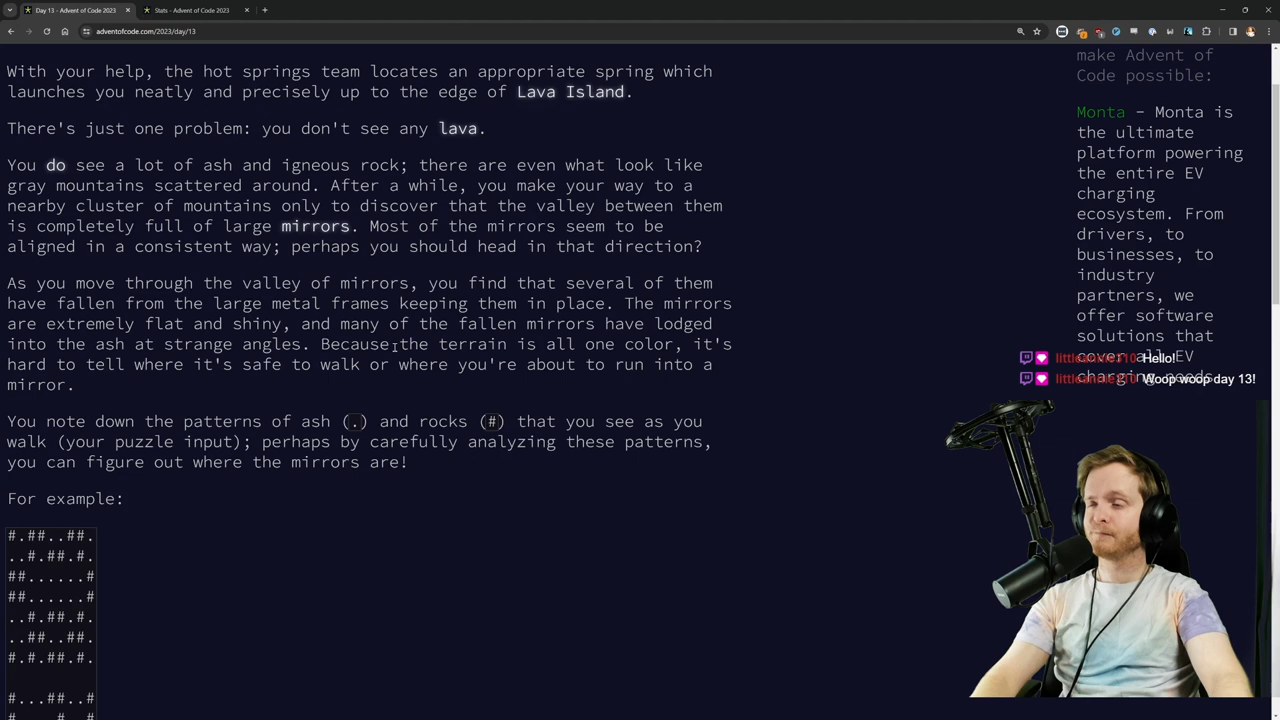 Day 13 - Advent of Code 2023
Stats - Advent of Code 2023
adventofcode.com/2023/day/13
With your help, the hot springs team locates an appropriate spring which
launches you neatly and precisely up to the edge of Lava Island.
There's just one problem: you don't see any lava.
You do see a lot of ash and igneous rock; there are even what look like
gray mountains scattered around. After a while, you make your way to a
nearby cluster of mountains only to discover that the valley between them
is completely full of large mirrors. Most of the mirrors seem to be
aligned in a consistent way; perhaps you should head in that direction?
As you move through the valley of mirrors, you find that several of them
have fallen from the large metal frames keeping them in place. The mirrors
are extremely flat and shiny, and many of the fallen mirrors have lodged
into the ash at strange angles. Because the terrain is all one color, it's
hard to tell where it's safe to walk or where you're about to run into a
mirror.
You note down the patterns of ash (.) and rocks (#) that you see as you
walk (your puzzle input); perhaps by carefully analyzing these patterns,
you can figure out where the mirrors are!
For example:
#.##..##.
..#.##.#.
##......#
##......#
..#.##.#.
..##..##.
#.#.##.#.
#...##..#
make Advent of
Code possible:
Monta - Monta is
the ultimate
platform powering
the entire EV
charging
ecosystem. From
drivers, to
businesses, to
industry
partners, we
offer software
solutions that
cover all EV
charging needs.
Hello!
Woop woop day 13!